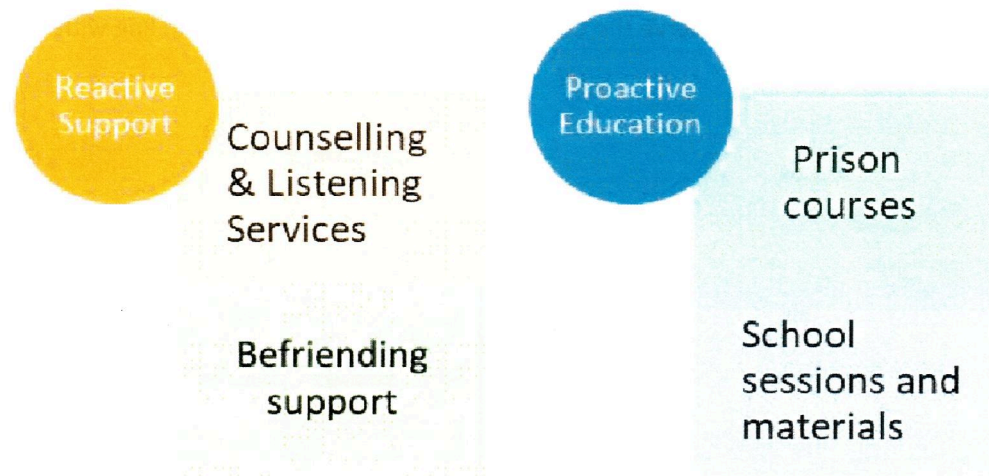 Reactive
Support
Counselling
& Listening
Services
Befriending
support
Proactive
Education
Prison
courses
School
sessions and
materials